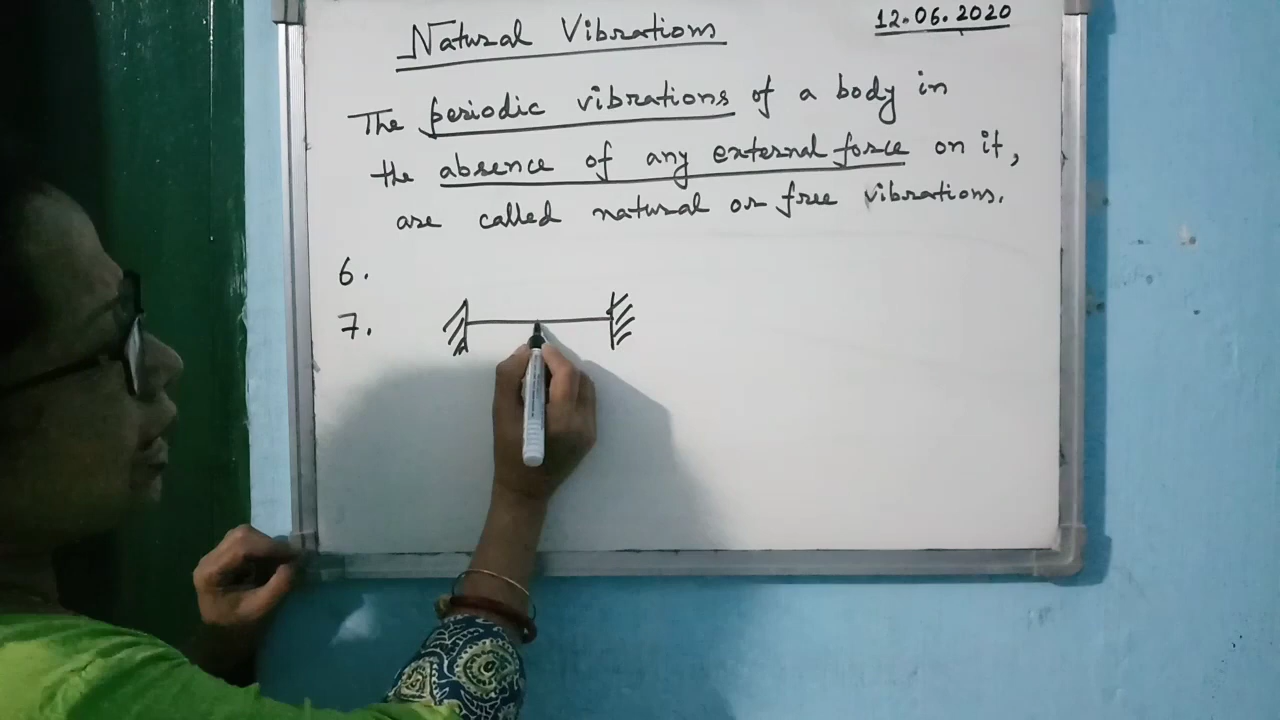 Natural Vibrations
12.06.2020
The periodic vibrations of a body in
the absence of any external force on it,
are called natural or free vibrations.
6.
7.